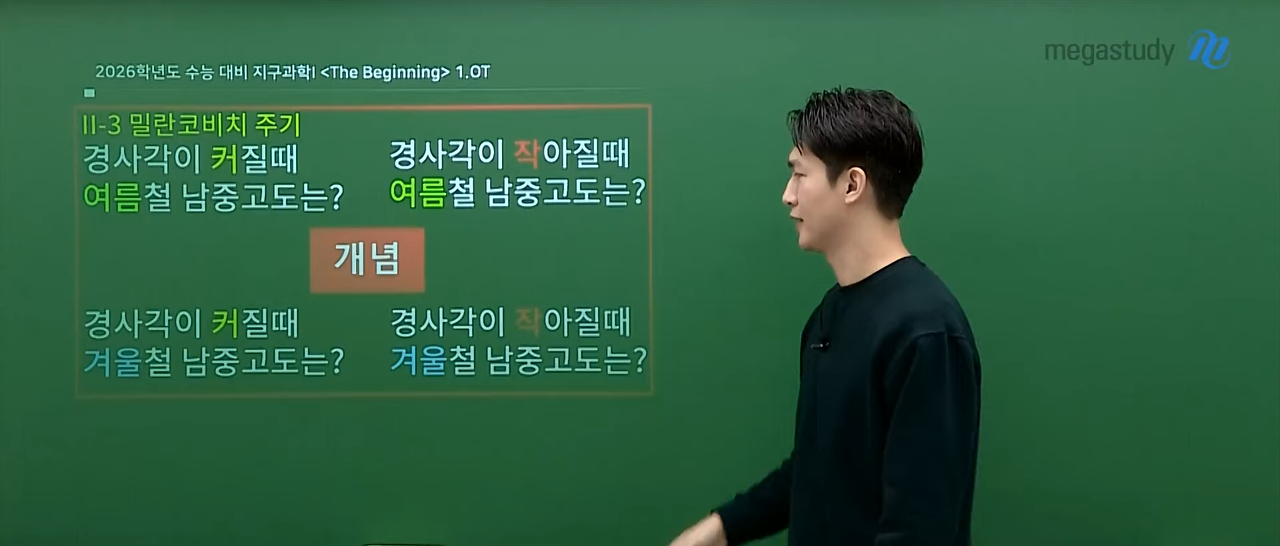 megastudy
2026학년도 수능 대비 지구과학I <The Beginning> 1.OT
II-3 밀란코비치 주기
경사각이 커질때
여름철 남중고도는?
경사각이 작아질때
여름철 남중고도는?
개념
경사각이 커질때
겨울철 남중고도는?
경사각이 작아질때
겨울철 남중고도는?